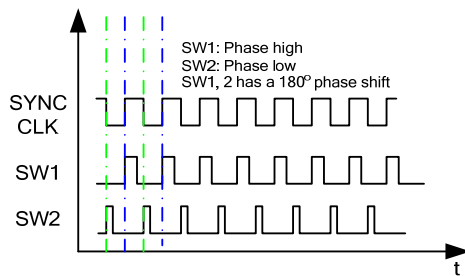 SW1: Phase high
SW2: Phase low
SW1, 2 has a 180° phase shift
SYNC
CLK
SW1
SW2
t